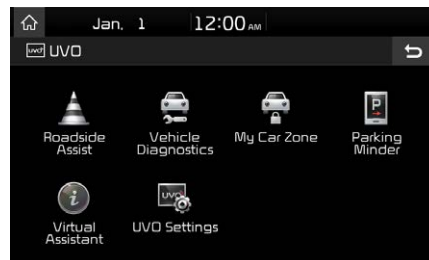 Jan. 1 12:00 AM
uvo UVO
Roadside Assist
Vehicle Diagnostics
My Car Zone
P
Parking Minder
i
Virtual Assistant
UVO
UVO Settings